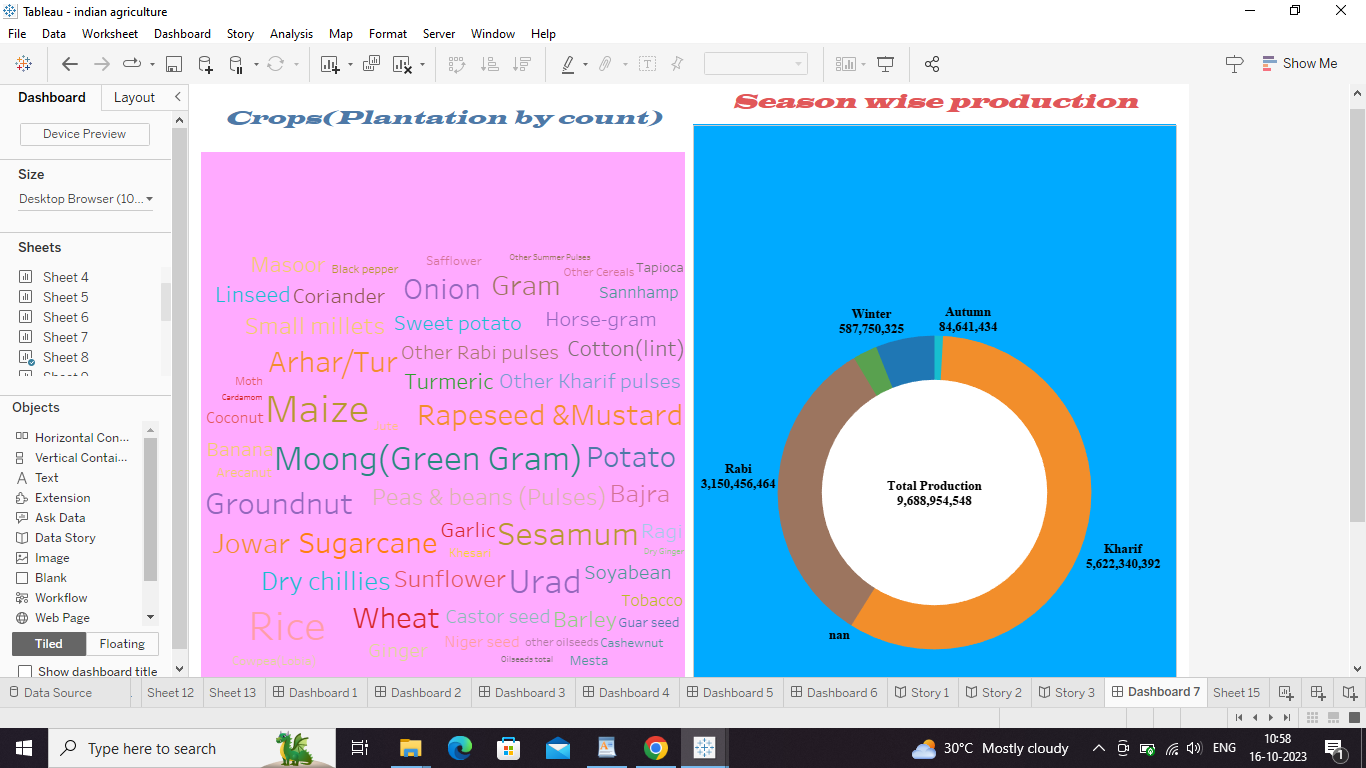 Tableau - indian agriculture
File Data Worksheet Dashboard Story Analysis Map Format Server Window Help
Show Me
Dashboard Layout
Device Preview
Size
Desktop Browser (10...
Sheets
Sheet 4
Sheet 5
Sheet 6
Sheet 7
Sheet 8
Objects
Horizontal Con...
Vertical Contai...
Text
Extension
Ask Data
Data Story
Image
Blank
Workflow
Web Page
Tiled Floating
Show dashboard title
Crops(Plantation by count)
Masoor Black pepper Safflower Other Summer Pulses Other Cereals Tapioca
Linseed Coriander Onion Gram Sannhamp
Small millets Sweet potato Horse-gram
Arhar/Tur Other Rabi pulses Cotton(lint)
Moth Turmeric Other Kharif pulses
Cardamom
Coconut Maize Rapeseed &Mustard
Banana
Arecanut Moong(Green Gram) Potato
Groundnut Peas & beans (Pulses) Bajra
Jowar Sugarcane Garlic Sesamum Ragi
Khesari Dry Ginger
Dry chillies Sunflower Urad Soyabean
Tobacco
Rice Wheat Castor seed Barley Guar seed
Ginger Niger seed other oilseeds Cashewnut
Oilseeds total Mesta
Season wise production
Winter
587,750,325
Autumn
84,641,434
Rabi
3,150,456,464
Total Production
9,688,954,548
Kharif
5,622,340,392
nan
Data Source Sheet 12 Sheet 13 Dashboard 1 Dashboard 2 Dashboard 3 Dashboard 4 Dashboard 5 Dashboard 6 Story 1 Story 2 Story 3 Dashboard 7 Sheet 15
Type here to search
30°C Mostly cloudy
ENG
10:58
16-10-2023
1